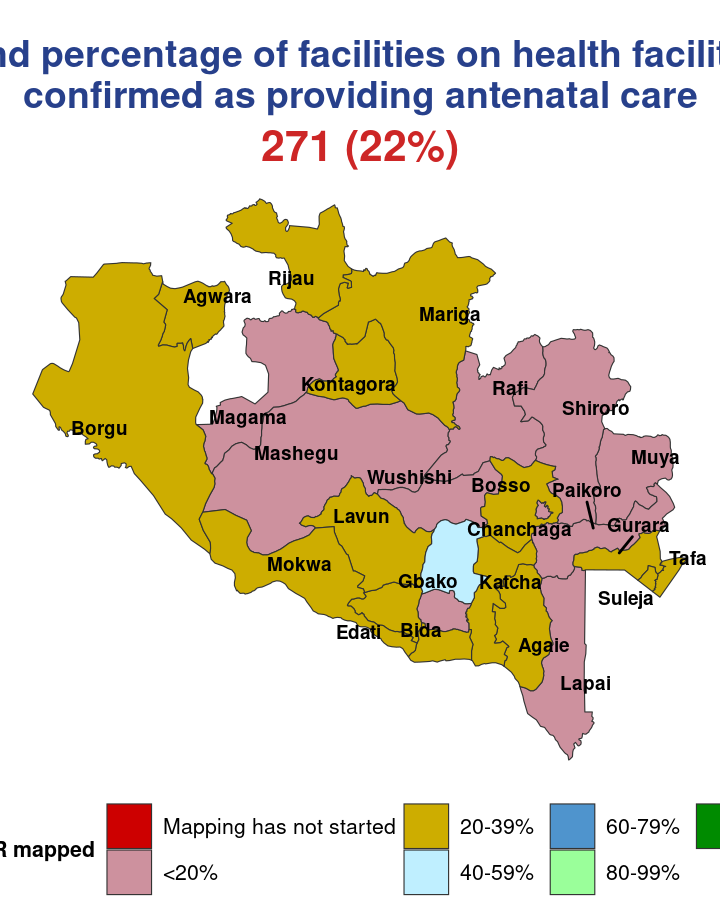 percentage of facilities on health
confirmed as providing antenatal care
271 (22%)
Rijau
Agwara
Mariga
Kontagora
Rafi
Shiroro
Magama
Borgu
Mashegu
Muya
Wushishi
Bosso
Paikoro
Lavun
Chanchaga
Gurara
Mokwa
Tafa
Gbako
Katcha
Suleja
Edati
Bida
Agaie
Lapai
mapped
Mapping has not started
20-39%
60-79%
<20%
40-59%
80-99%